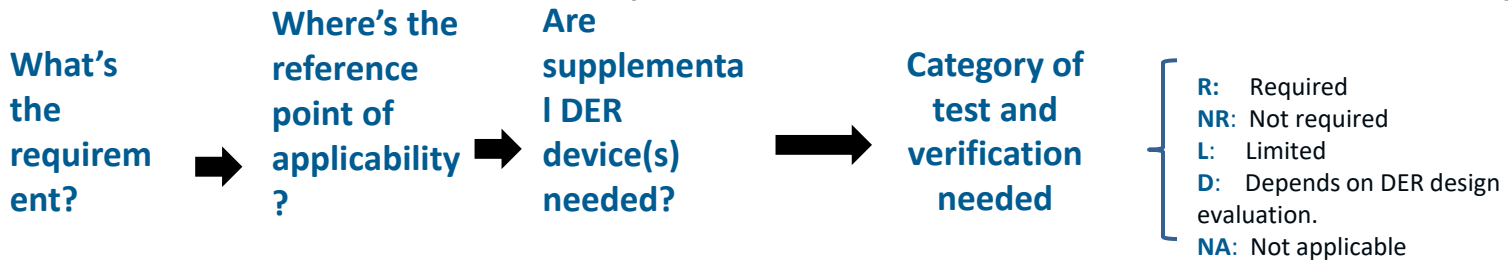 What's
the
requirem
ent?
Where's the
reference
point of
applicability
?
Are
supplementa
l DER
device(s)
needed?
Category of
test and
verification
needed
R: Required
NR: Not required
L: Limited
D: Depends on DER design
evaluation.
NA: Not applicable